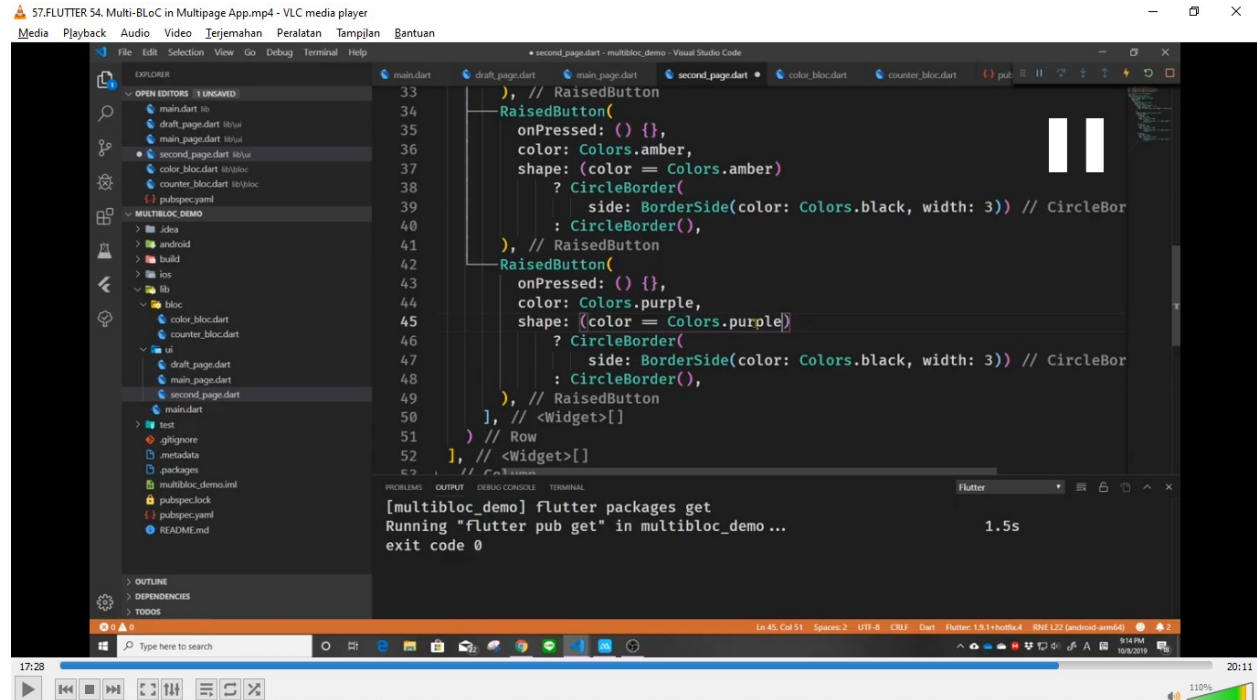 57.FLUTTER 54. Multi-BLoC in Multipage App.mp4 - VLC media player
Media Playback Audio Video Terjemahan Peralatan Tampilan Bantuan
File Edit Selection View Go Debug Terminal Help
• second_page.dart - multibloc_demo - Visual Studio Code
EXPLORER
main.dart draft_page.dart main_page.dart second_page.dart • color_bloc.dart counter_bloc.dart {-} pub
OPEN EDITORS 1 UNSAVED
main.dart lib
draft_page.dart lib\ui
main_page.dart lib\ui
• second_page.dart lib\ui
color_bloc.dart lib\bloc
counter_bloc.dart lib\bloc
{-} pubspec.yaml
MULTIBLOC_DEMO
> .idea
> android
> build
> ios
lib
bloc
color_bloc.dart
counter_bloc.dart
ui
draft_page.dart
main_page.dart
second_page.dart
main.dart
> test
.gitignore
.metadata
.packages
multibloc_demo.iml
pubspec.lock
{-} pubspec.yaml
README.md
> OUTLINE
> DEPENDENCIES
> TODOS
33 ), // RaisedButton
34 RaisedButton(
35 onPressed: () {},
36 color: Colors.amber,
37 shape: (color == Colors.amber)
38 ? CircleBorder(
39 side: BorderSide(color: Colors.black, width: 3)) // CircleBor
40 : CircleBorder(),
41 ), // RaisedButton
42 RaisedButton(
43 onPressed: () {},
44 color: Colors.purple,
45 shape: (color == Colors.purple)
46 ? CircleBorder(
47 side: BorderSide(color: Colors.black, width: 3)) // CircleBor
48 : CircleBorder(),
49 ), // RaisedButton
50 ], // <Widget>[]
51 ) // Row
52 ], // <Widget>[]
53 // Column
PROBLEMS OUTPUT DEBUG CONSOLE TERMINAL
Flutter
[multibloc_demo] flutter packages get
Running "flutter pub get" in multibloc_demo... 1.5s
exit code 0
0 0
Ln 45, Col 51 Spaces: 2 UTF-8 CRLF Dart Flutter: 1.9.1+hotfix.4 RNE L22 (android-arm64) 2
Type here to search
9:14 PM
10/8/2019
17:28
20:11
110%